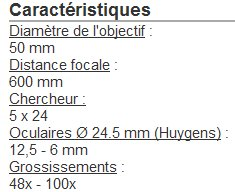 Caractéristiques
Diamètre de l'objectif :
50 mm
Distance focale :
600 mm
Chercheur :
5 x 24
Oculaires Ø 24.5 mm (Huygens) :
12,5 - 6 mm
Grossissements :
48x - 100x